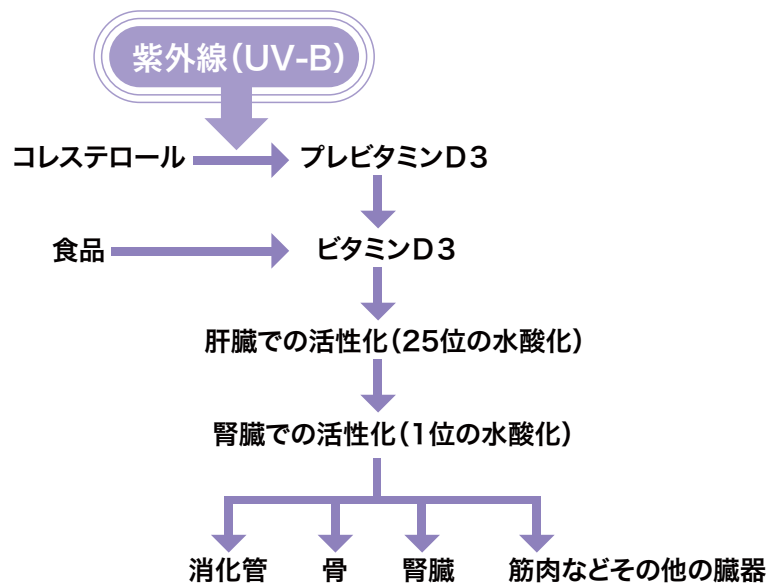 紫外線(UV-B)
コレステロール
プレビタミンD3
食品
ビタミンD3
肝臓での活性化(25位の水酸化)
腎臓での活性化(1位の水酸化)
消化管
骨
腎臓
筋肉などその他の臓器